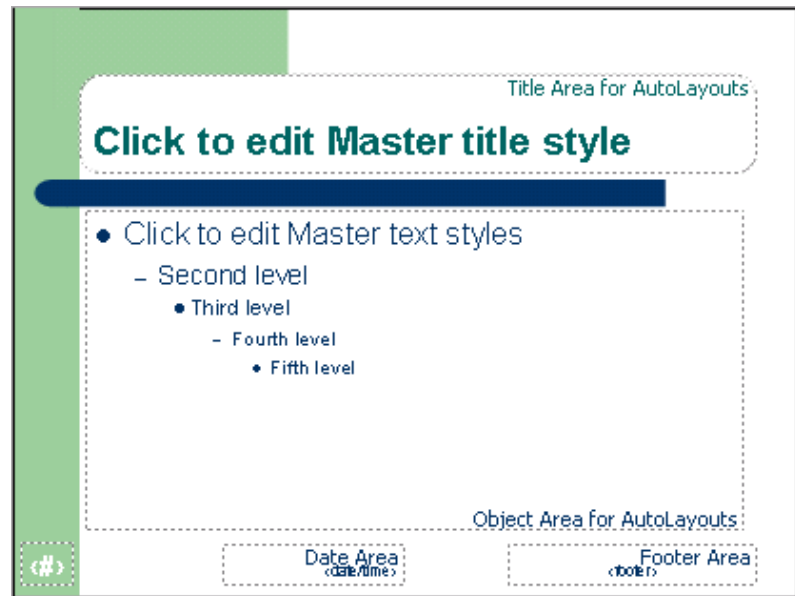 Title Area for AutoLayouts
Click to edit Master title style
• Click to edit Master text styles
– Second level
• Third level
– Fourth level
• Fifth level
Object Area for AutoLayouts
‹#›
Date Area
<date/time>
Footer Area
<footer>